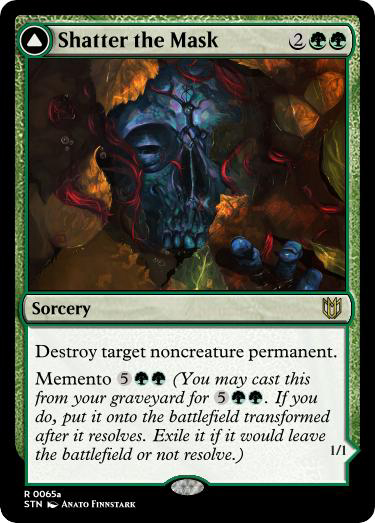 Shatter the Mask 2
Sorcery
Destroy target noncreature permanent.
Memento 5 (You may cast this
from your graveyard for 5. If you
do, put it onto the battlefield transformed
after it resolves. Exile it if it would leave
the battlefield or not resolve.)
1/1
R 0065a
STN Anato Finnstark